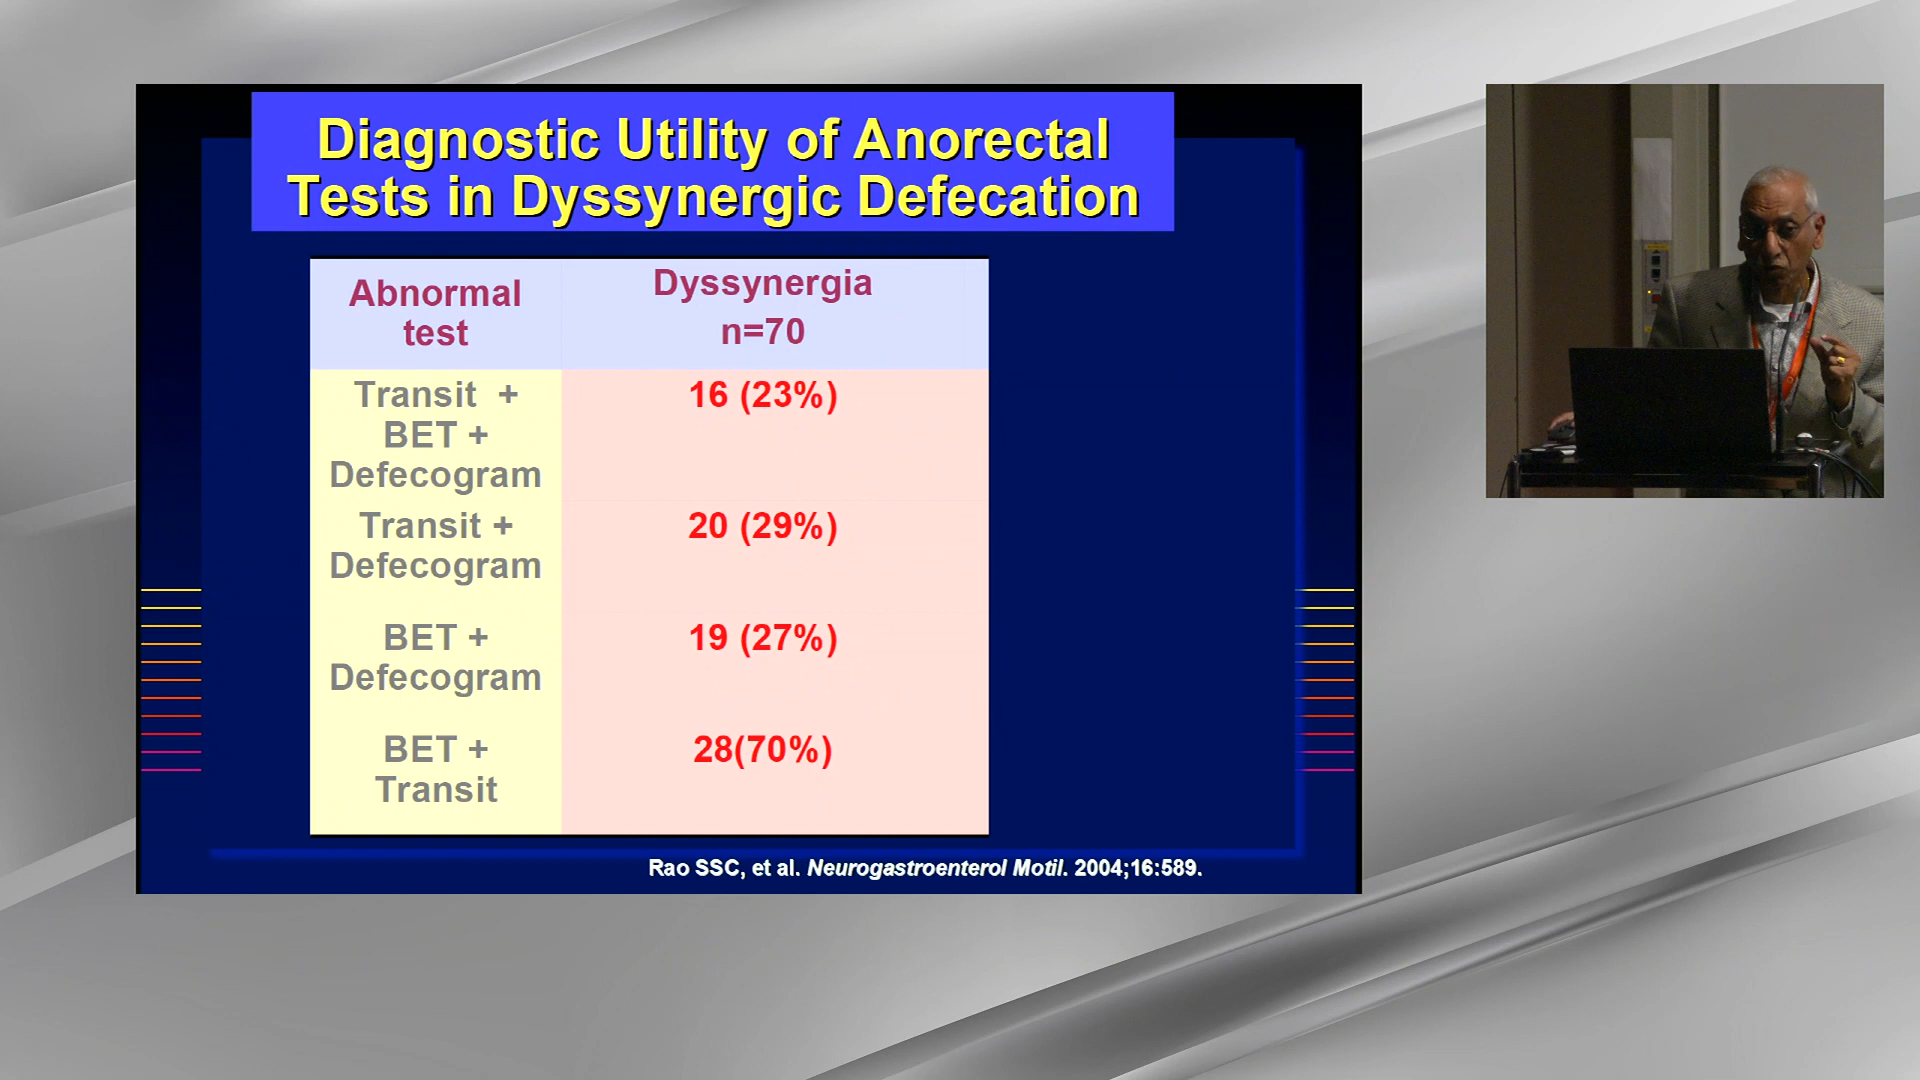 Diagnostic Utility of Anorectal
Tests in Dyssynergic Defecation
Abnormal
test
Dyssynergia
n=70
Transit +
BET +
Defecogram
16 (23%)
Transit +
Defecogram
20 (29%)
BET +
Defecogram
19 (27%)
BET +
Transit
28(70%)
Rao SSC, et al. Neurogastroenterol Motil. 2004;16:589.